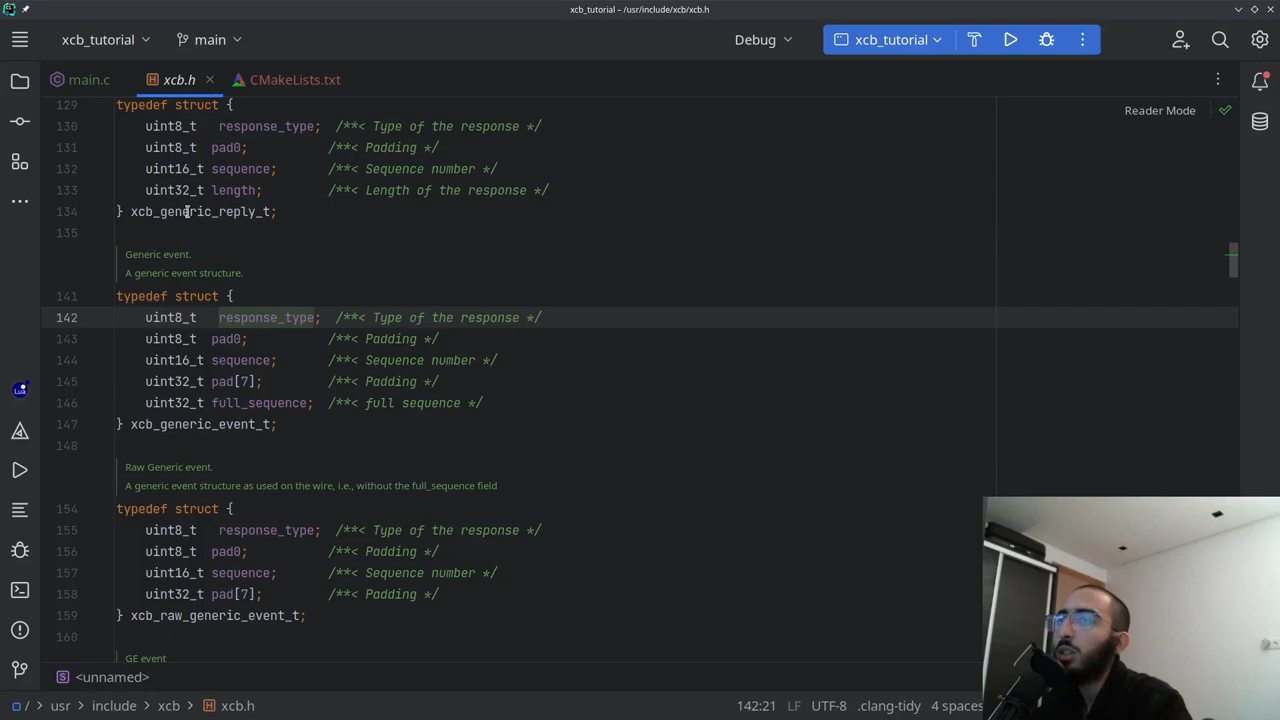 xcb_tutorial – /usr/include/xcb/xcb.h
xcb_tutorial
main
Debug
xcb_tutorial
main.c
xcb.h
CMakeLists.txt
Reader Mode
129 typedef struct {
130 uint8_t response_type; /**< Type of the response */
131 uint8_t pad0; /**< Padding */
132 uint16_t sequence; /**< Sequence number */
133 uint32_t length; /**< Length of the response */
134 } xcb_generic_reply_t;
135
Generic event.
A generic event structure.
141 typedef struct {
142 uint8_t response_type; /**< Type of the response */
143 uint8_t pad0; /**< Padding */
144 uint16_t sequence; /**< Sequence number */
145 uint32_t pad[7]; /**< Padding */
146 uint32_t full_sequence; /**< full sequence */
147 } xcb_generic_event_t;
148
Raw Generic event.
A generic event structure as used on the wire, i.e., without the full_sequence field
154 typedef struct {
155 uint8_t response_type; /**< Type of the response */
156 uint8_t pad0; /**< Padding */
157 uint16_t sequence; /**< Sequence number */
158 uint32_t pad[7]; /**< Padding */
159 } xcb_raw_generic_event_t;
160
GE event
Lua
S <unnamed>
/ usr include xcb xcb.h
142:21 LF UTF-8 .clang-tidy 4 spaces